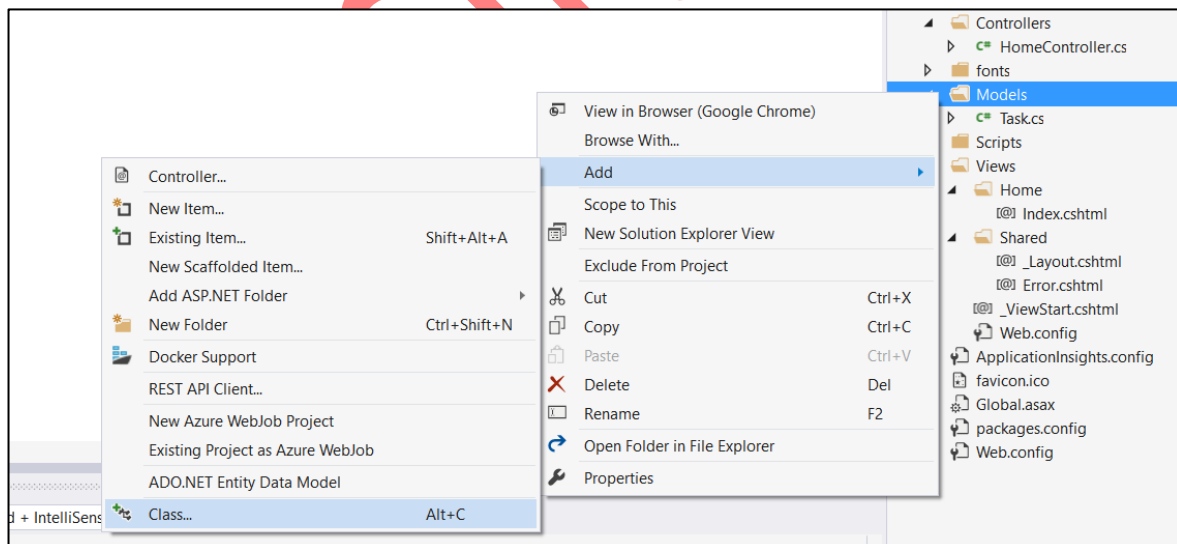 Controllers
C# HomeController.cs
fonts
Models
C# Task.cs
Scripts
Views
Home
[@] Index.cshtml
Shared
[@] _Layout.cshtml
[@] Error.cshtml
[@] _ViewStart.cshtml
Web.config
ApplicationInsights.config
favicon.ico
Global.asax
packages.config
Web.config
View in Browser (Google Chrome)
Browse With...
Add
Scope to This
New Solution Explorer View
Exclude From Project
Cut Ctrl+X
Copy Ctrl+C
Paste Ctrl+V
Delete Del
Rename F2
Open Folder in File Explorer
Properties
Controller...
New Item...
Existing Item... Shift+Alt+A
New Scaffolded Item...
Add ASP.NET Folder
New Folder Ctrl+Shift+N
Docker Support
REST API Client...
New Azure WebJob Project
Existing Project as Azure WebJob
ADO.NET Entity Data Model
Class... Alt+C
d + IntelliSens